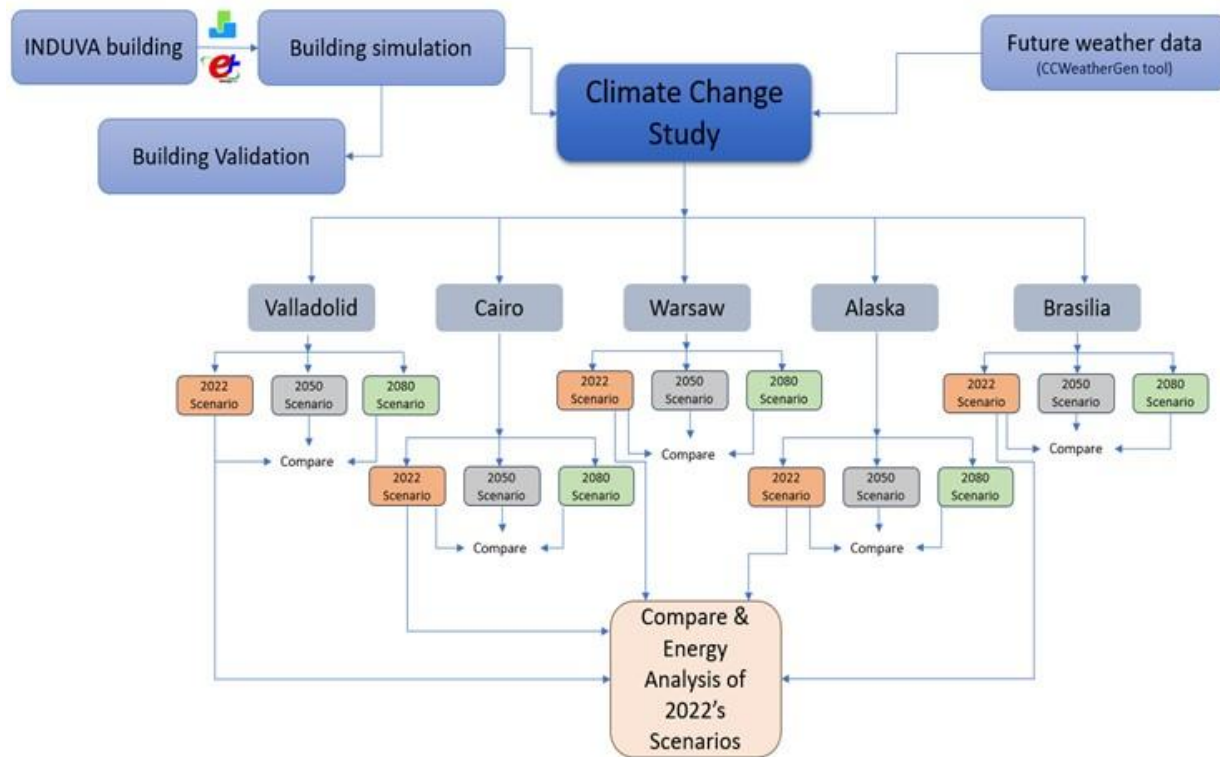 INDUVA building
Building simulation
Future weather data
(CCWeatherGen tool)
Climate Change
Study
Building Validation
Valladolid
Cairo
Warsaw
Alaska
Brasilia
2022
Scenario
2050
Scenario
2080
Scenario
Compare
2022
Scenario
2050
Scenario
2080
Scenario
Compare
2022
Scenario
2050
Scenario
2080
Scenario
Compare
2022
Scenario
2050
Scenario
2080
Scenario
Compare
2022
Scenario
2050
Scenario
2080
Scenario
Compare
Compare &
Energy
Analysis of
2022's
Scenarios